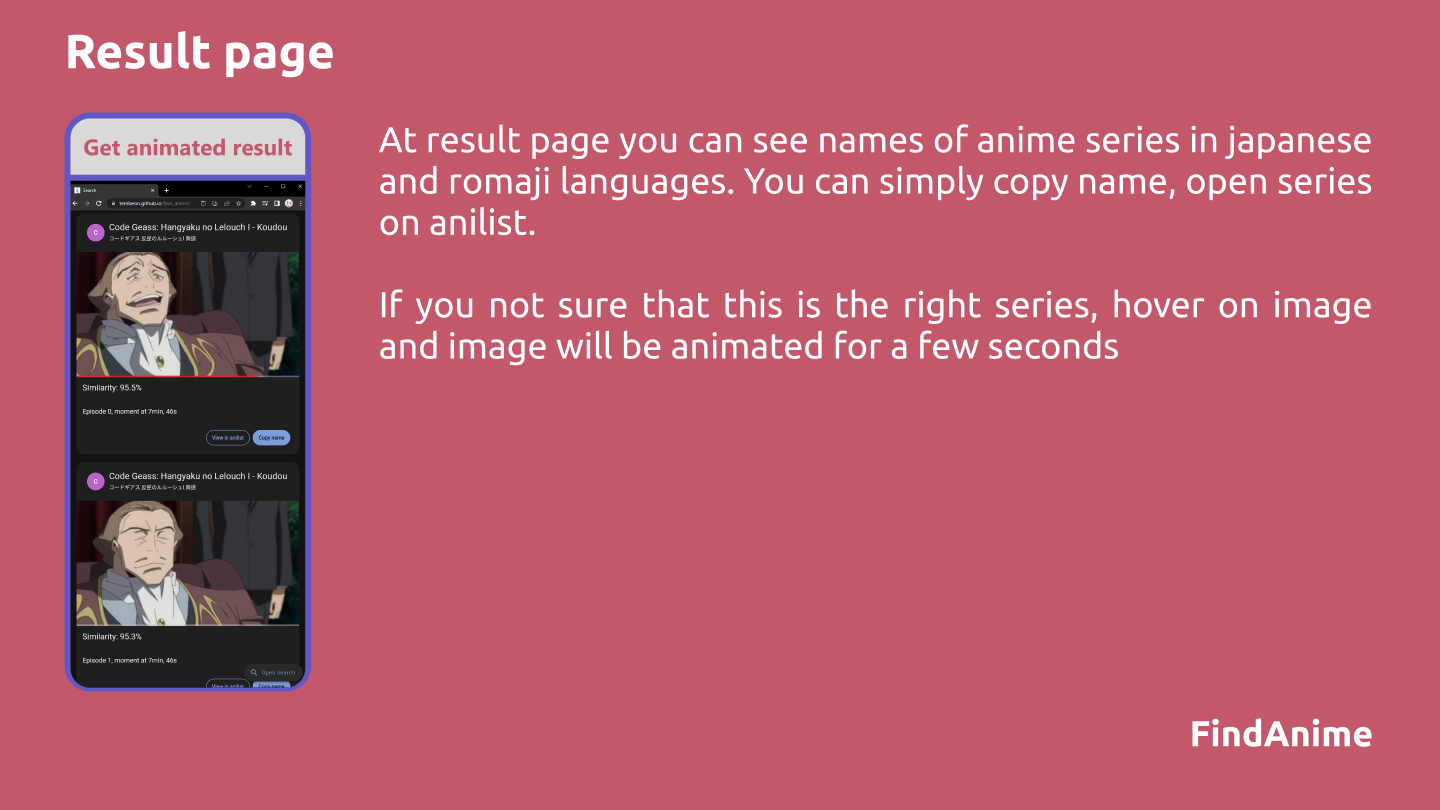 Result page
Get animated result
Search
tembeon.github.io/find_anime/
C
Code Geass: Hangyaku no Lelouch I - Koudou
コードギアス 反逆のルルーシュI 興道
Similarity: 95.5%
Episode 0, moment at 7min, 46s
View in anilist
Copy name
C
Code Geass: Hangyaku no Lelouch I - Koudou
コードギアス 反逆のルルーシュI 興道
Similarity: 95.3%
Episode 1, moment at 7min, 46s
Open search
View in anilist
Copy name
At result page you can see names of anime series in japanese
and romaji languages. You can simply copy name, open series
on anilist.
If you not sure that this is the right series, hover on image
and image will be animated for a few seconds
FindAnime